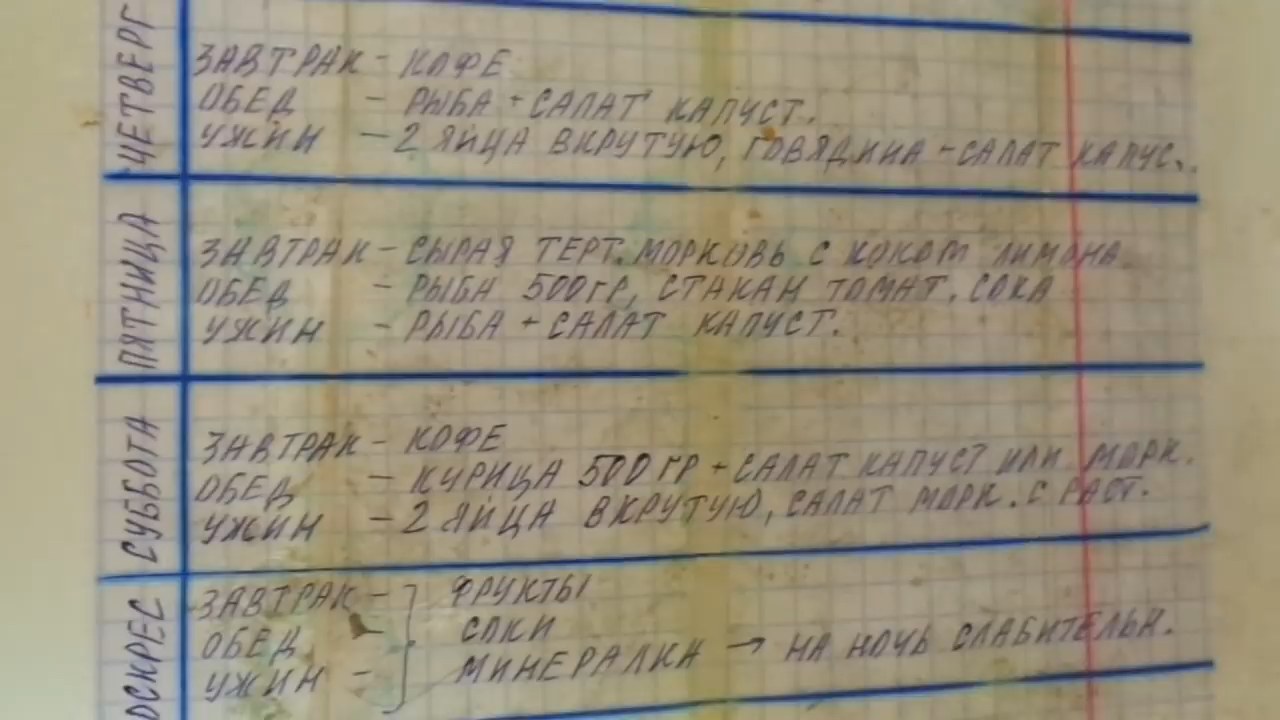 ЧЕТВЕРГ
ЗАВТРАК - КОФЕ
ОБЕД - РЫБА + САЛАТ КАПУСТ.
УЖИН - 2 ЯЙЦА ВКРУТУЮ, ГОВЯДИНА - САЛАТ КАПУС.
ПЯТНИЦА
ЗАВТРАК - СЫРАЯ ТЕРТ. МОРКОВЬ С СОКОМ ЛИМОНА
ОБЕД - РЫБА 500 ГР, СТАКАН ТОМАТ. СОКА
УЖИН - РЫБА + САЛАТ КАПУСТ.
СУББОТА
ЗАВТРАК - КОФЕ
ОБЕД - КУРИЦА 500 ГР + САЛАТ КАПУСТ ИЛИ МОРК.
УЖИН - 2 ЯЙЦА ВКРУТУЮ, САЛАТ МОРК. С РАСТ.
ОСКРЕС
ЗАВТРАК - ФРУКТЫ
ОБЕД - СОКИ
УЖИН - МИНЕРАЛКИ → НА НОЧЬ СЛАБИТЕЛЬН.